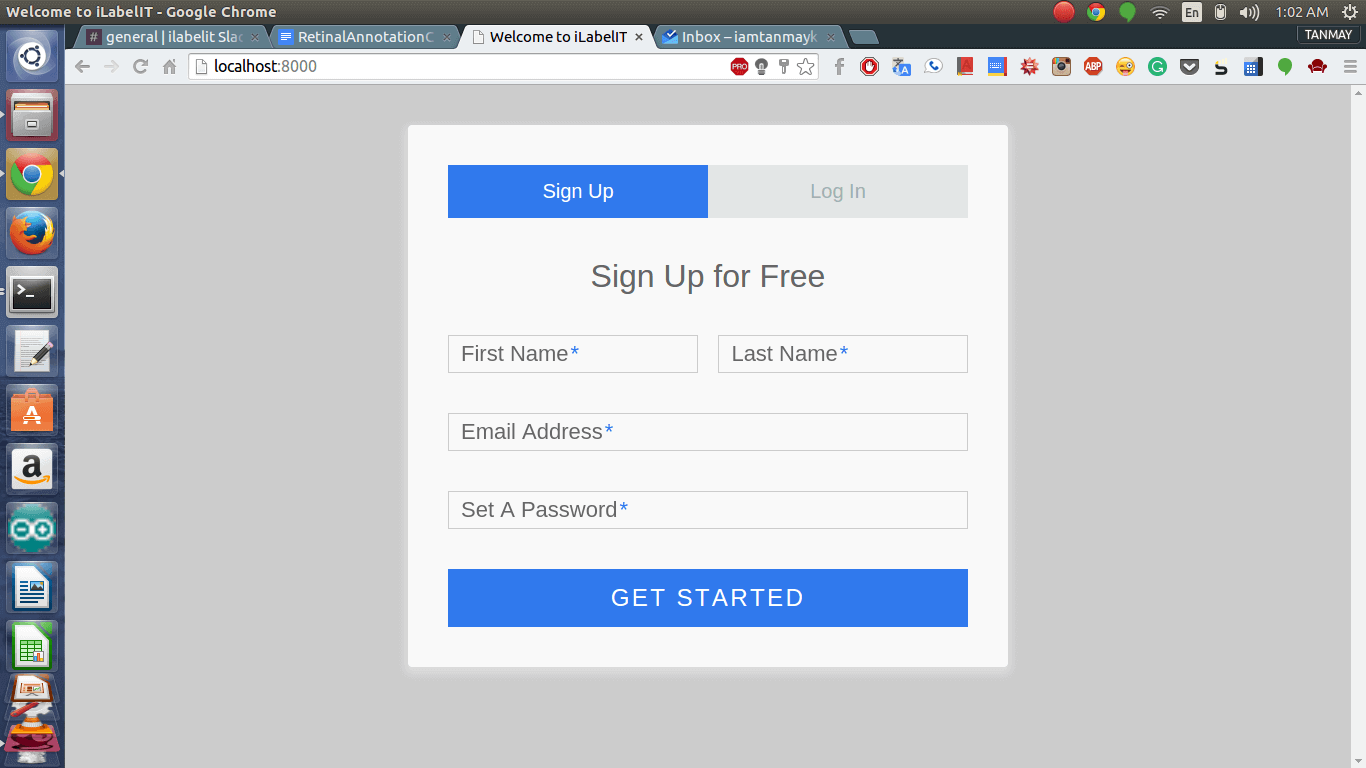 Welcome to iLabelIT - Google Chrome
En
1:02 AM
general | ilabelit Slac
RetinalAnnotationC
Welcome to iLabelIT
Inbox – iamtanmayk
TANMAY
localhost:8000
PRO
ABP
Sign Up
Log In
Sign Up for Free
First Name*
Last Name*
Email Address*
Set A Password*
GET STARTED